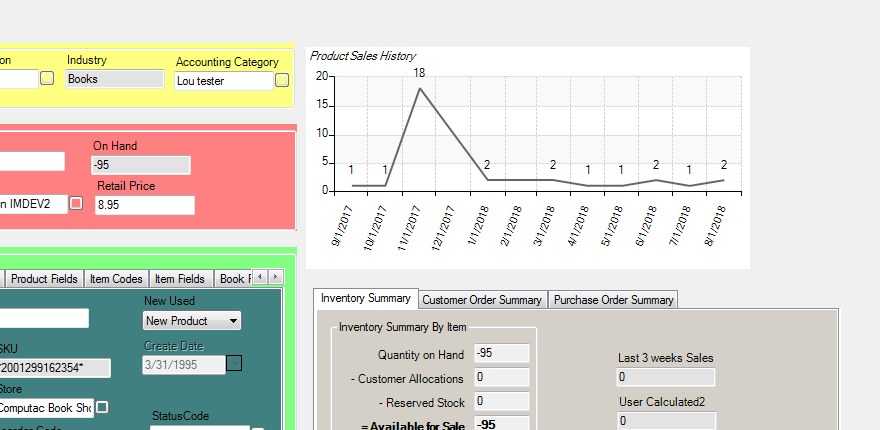 on
Industry
Accounting Category
Books
Lou tester
On Hand
-95
Retail Price
n IMDEV2
8.95
Product Fields Item Codes Item Fields Book F
New Used
New Product
SKU
Create Date
*2001299162354*
3/31/1995
Store
Computac Book Sh
StatusCode
Product Sales History
20
15
10
5
0
1 1 18 2 2 1 1 2 1 2
9/1/2017 10/1/2017 11/1/2017 12/1/2017 1/1/2018 2/1/2018 3/1/2018 4/1/2018 5/1/2018 6/1/2018 7/1/2018 8/1/2018
Inventory Summary Customer Order Summary Purchase Order Summary
Inventory Summary By Item
Quantity on Hand -95
- Customer Allocations 0
- Reserved Stock 0
= Available for Sale -95
Last 3 weeks Sales
0
User Calculated2
0